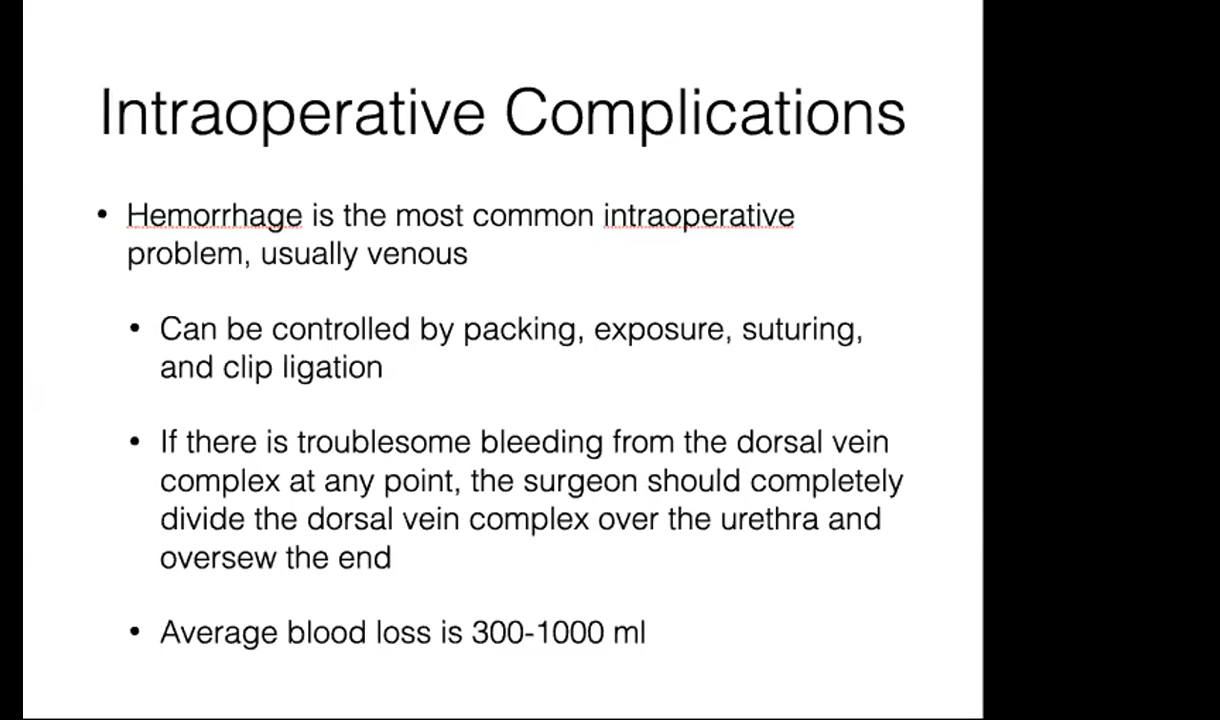 Intraoperative Complications
• Hemorrhage is the most common intraoperative
problem, usually venous
• Can be controlled by packing, exposure, suturing,
and clip ligation
• If there is troublesome bleeding from the dorsal vein
complex at any point, the surgeon should completely
divide the dorsal vein complex over the urethra and
oversew the end
• Average blood loss is 300-1000 ml